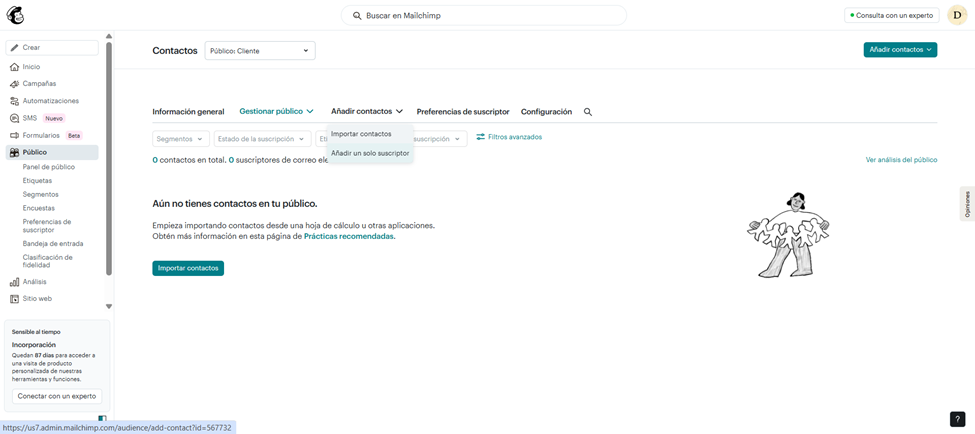 Buscar en Mailchimp
Consulta con un experto
D
Crear
Inicio
Campañas
Automatizaciones
SMS Nuevo
Formularios Beta
Público
Panel de público
Etiquetas
Segmentos
Encuestas
Preferencias de
suscriptor
Bandeja de entrada
Clasificación de
fidelidad
Análisis
Sitio web
Sensible al tiempo
Incorporación
Quedan 87 días para acceder a
una visita de producto
personalizada de nuestras
herramientas y funciones.
Conectar con un experto
Contactos
Público: Cliente
Añadir contactos
Información general Gestionar público Añadir contactos Preferencias de suscriptor Configuración
Importar contactos
Añadir un solo suscriptor
Segmentos Estado de la suscripción Filtros avanzados
0 contactos en total. 0 suscriptores de correo
Ver análisis del público
Aún no tienes contactos en tu público.
Empieza importando contactos desde una hoja de cálculo u otras aplicaciones.
Obtén más información en esta página de Prácticas recomendadas.
Importar contactos
Opiniones
?
https://us7.admin.mailchimp.com/audience/add-contact?id=567732